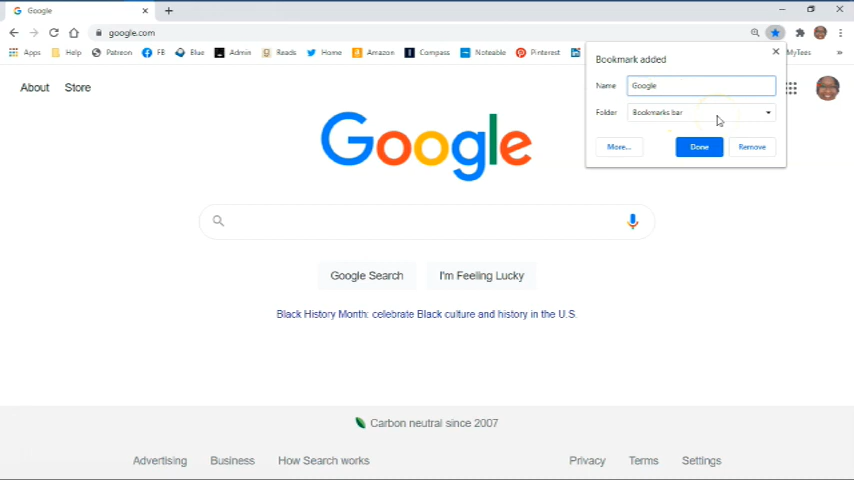 Google
google.com
Apps Help Patreon FB Blue Admin Reads Home Amazon Compass Noteable Pinterest MyTees »
Bookmark added
Name Google
Folder Bookmarks bar
More... Done Remove
About Store
Google
Google Search I'm Feeling Lucky
Black History Month: celebrate Black culture and history in the U.S.
Carbon neutral since 2007
Advertising Business How Search works Privacy Terms Settings